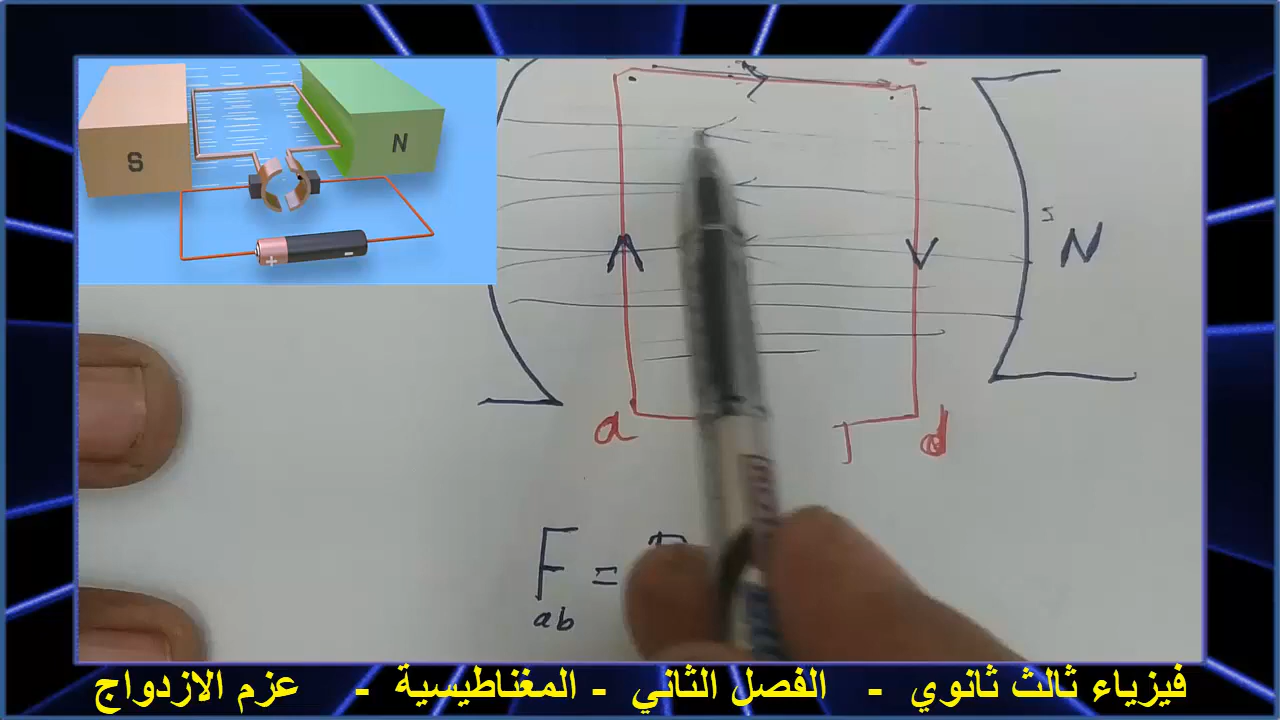 S
N
+
-
N
a
d
F =
ab
فيزياء ثالث ثانوي - الفصل الثاني - المغناطيسية - عزم الازدواج